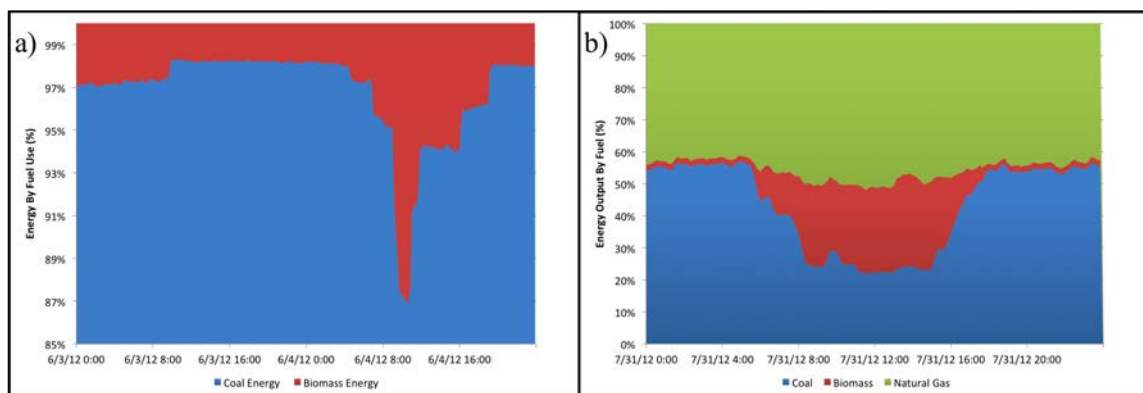 a)
Energy By Fuel Use (%)
99%
97%
95%
93%
91%
89%
87%
85%
6/3/12 0:00 6/3/12 8:00 6/3/12 16:00 6/4/12 0:00 6/4/12 8:00 6/4/12 16:00
Coal Energy Biomass Energy
b)
Energy Output By Fuel (%)
100%
90%
80%
70%
60%
50%
40%
30%
20%
10%
0%
7/31/12 0:00 7/31/12 4:00 7/31/12 8:00 7/31/12 12:00 7/31/12 16:00 7/31/12 20:00
Coal Biomass Natural Gas